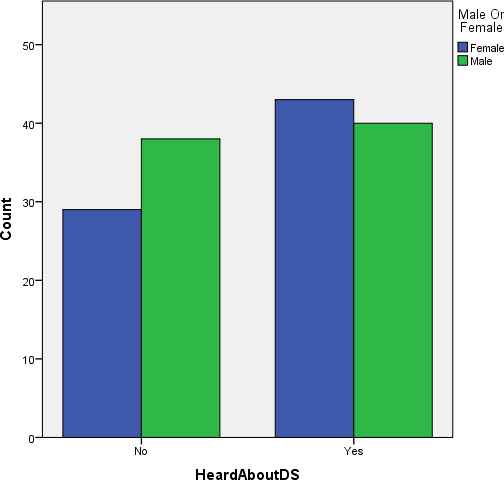 Male Or
Female
Female
Male
50
40
30
20
10
0
Count
No
Yes
HeardAboutDS